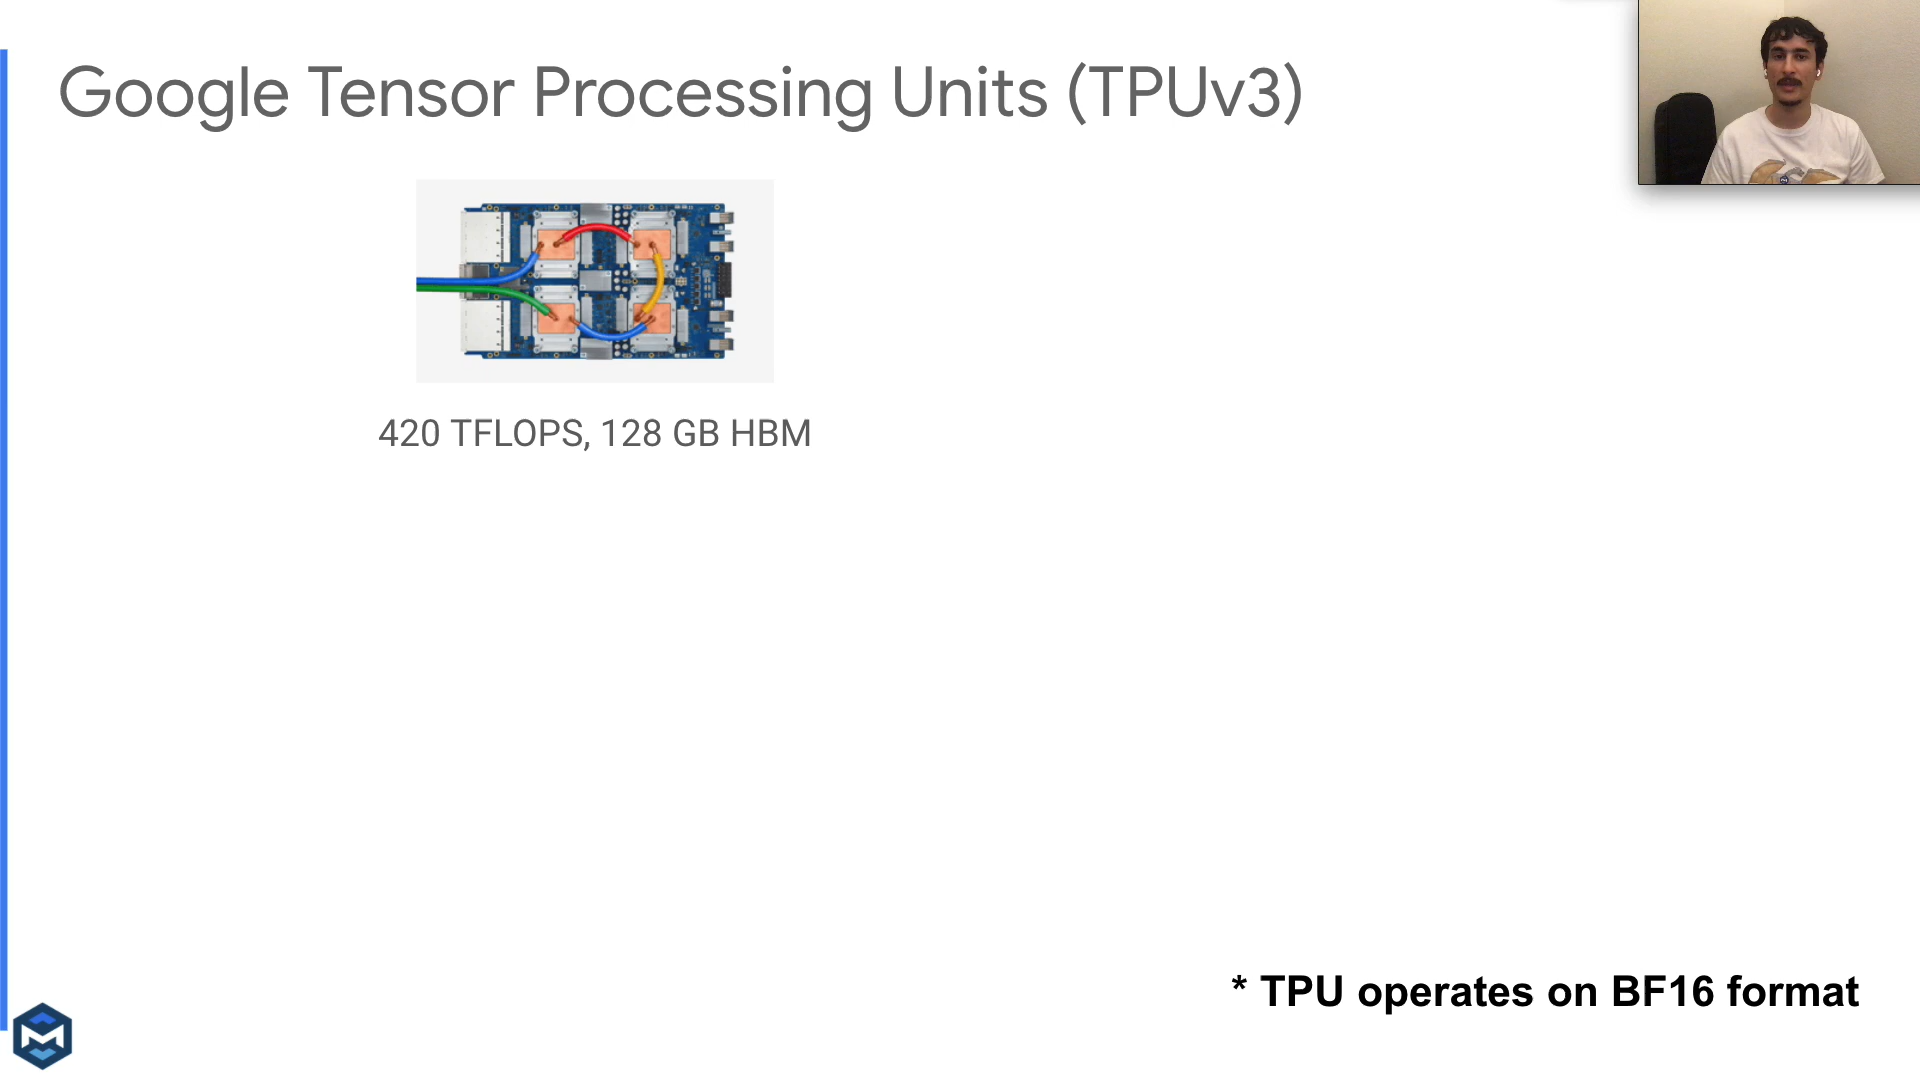 Google Tensor Processing Units (TPUv3)
420 TFLOPS, 128 GB HBM
* TPU operates on BF16 format